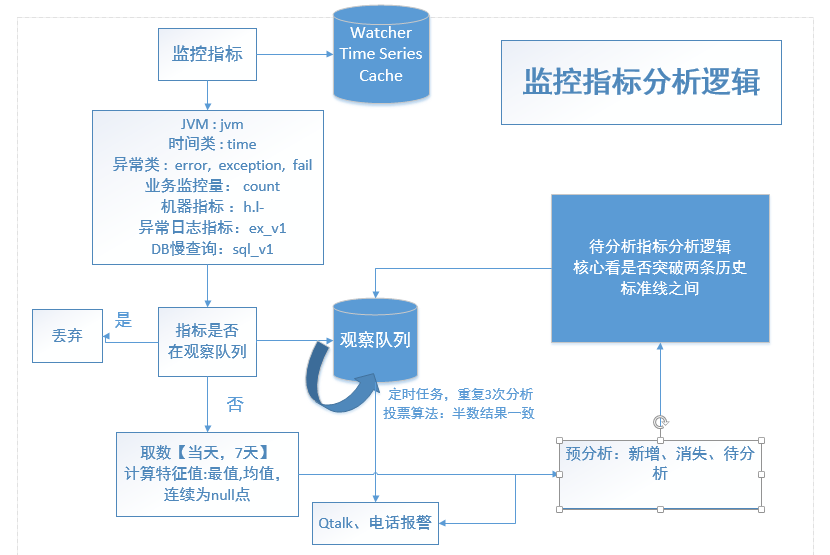 监控指标
Watcher
Time Series
Cache
监控指标分析逻辑
JVM : jvm
时间类 : time
异常类 : error, exception, fail
业务监控量： count
机器指标 : h.l-
异常日志指标: ex_v1
DB慢查询: sql_v1
待分析指标分析逻辑
核心看是否突破两条历史
标准线之间
丢弃
是
指标是否
在观察队列
观察队列
否
定时任务，重复3次分析
投票算法：半数结果一致
取数【当天，7天】
计算特征值:最值,均值，
连续为null点
预分析：新增、消失、待分
析
Qtalk、电话报警